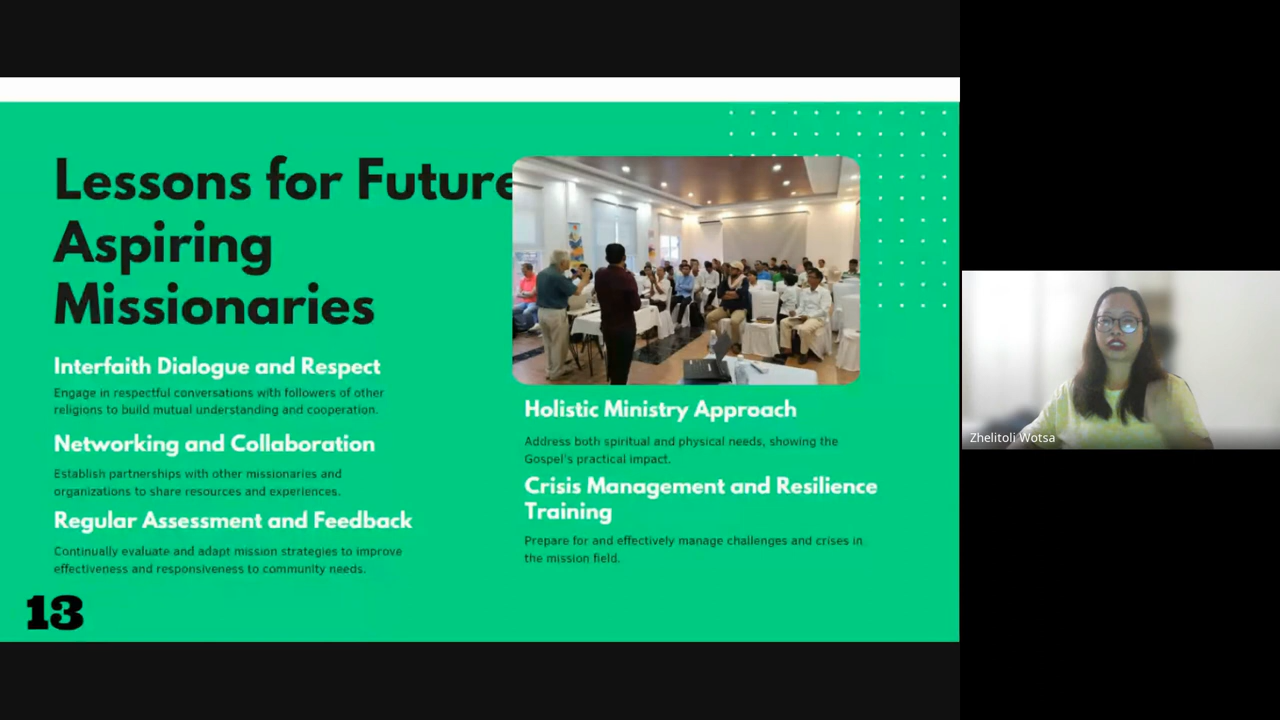 Lessons for Future
Aspiring
Missionaries
Interfaith Dialogue and Respect
Engage in respectful conversations with followers of other
religions to build mutual understanding and cooperation.
Networking and Collaboration
Establish partnerships with other missionaries and
organizations to share resources and experiences.
Regular Assessment and Feedback
Continually evaluate and adapt mission strategies to improve
effectiveness and responsiveness to community needs.
Holistic Ministry Approach
Address both spiritual and physical needs, showing the
Gospel's practical impact.
Crisis Management and Resilience
Training
Prepare for and effectively manage challenges and crises in
the mission field.
13
Zhelitoli Wotsa